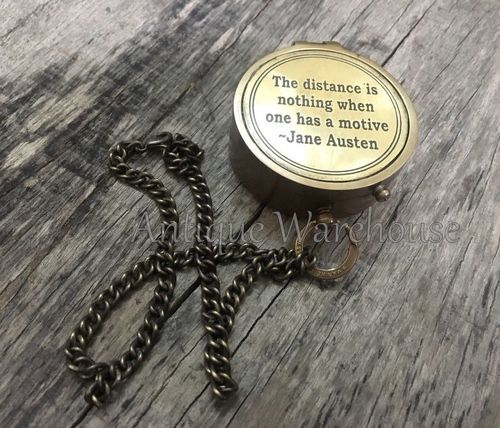 The distance is
nothing when
one has a motive
~Jane Austen
Antique Warehouse